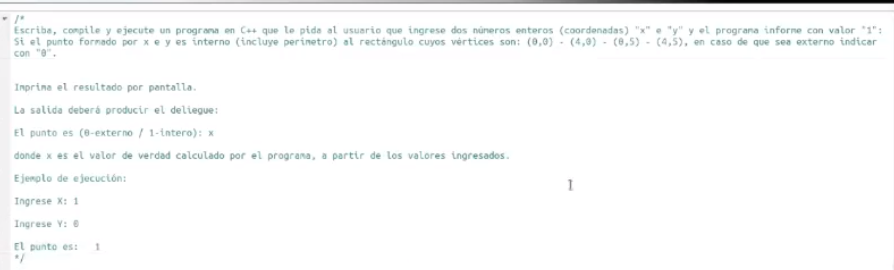 /*
Escriba, compile y ejecute un programa en C++ que le pida al usuario que ingrese dos números enteros (coordenadas) "x" e "y" y el programa informe con valor "1":
Si el punto formado por x e y es interno (incluye perímetro) al rectángulo cuyos vértices son: (0,0) - (4,0) - (0,5) - (4,5), en caso de que sea externo indicar
con "0".
Imprima el resultado por pantalla.
La salida deberá producir el deliegue:
El punto es (0-externo / 1-intero): x
donde x es el valor de verdad calculado por el programa, a partir de los valores ingresados.
Ejemplo de ejecución:
Ingrese X: 1
Ingrese Y: 0
El punto es: 1
*/